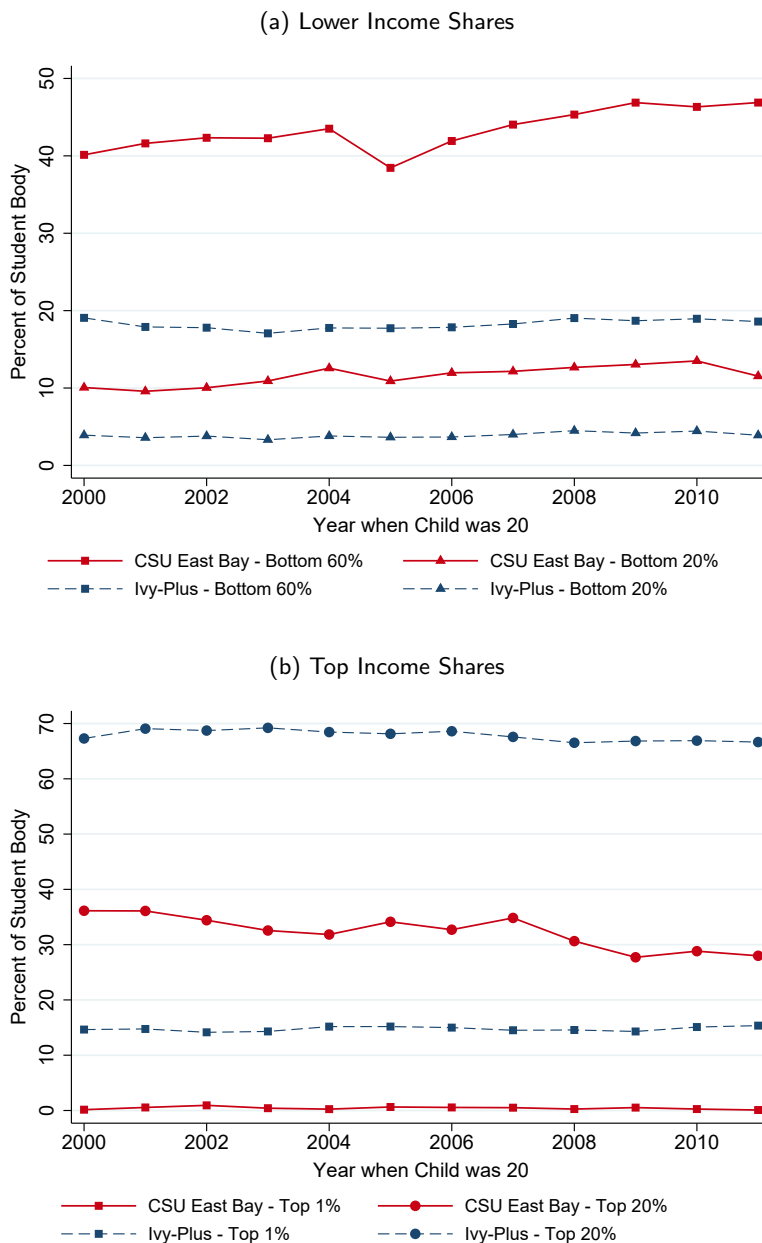 (a) Lower Income Shares
Percent of Student Body
50
40
30
20
10
0
2000 2002 2004 2006 2008 2010
Year when Child was 20
CSU East Bay - Bottom 60% CSU East Bay - Bottom 20%
Ivy-Plus - Bottom 60% Ivy-Plus - Bottom 20%
(b) Top Income Shares
Percent of Student Body
70
60
50
40
30
20
10
0
2000 2002 2004 2006 2008 2010
Year when Child was 20
CSU East Bay - Top 1% CSU East Bay - Top 20%
Ivy-Plus - Top 1% Ivy-Plus - Top 20%